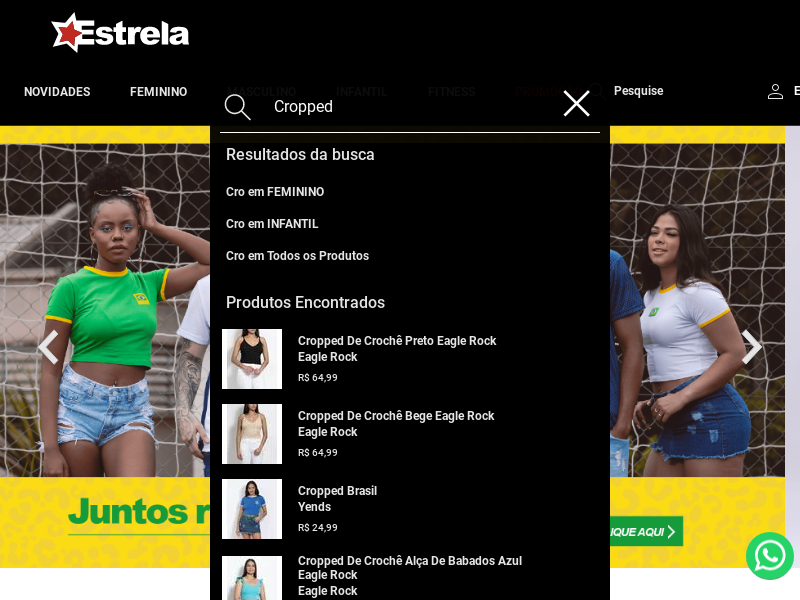 Estrela
NOVIDADES
FEMININO
MASCULINO
INFANTIL
FITNESS
Pesquise
E
Cropped
Resultados da busca
Cro em FEMININO
Cro em INFANTIL
Cro em Todos os Produtos
Produtos Encontrados
Cropped De Crochê Preto Eagle Rock
Eagle Rock
R$ 64,99
Cropped De Crochê Bege Eagle Rock
Eagle Rock
R$ 64,99
Cropped Brasil
Yends
R$ 24,99
Cropped De Crochê Alça De Babados Azul
Eagle Rock
Eagle Rock
Juntos r
IQUE AQUI